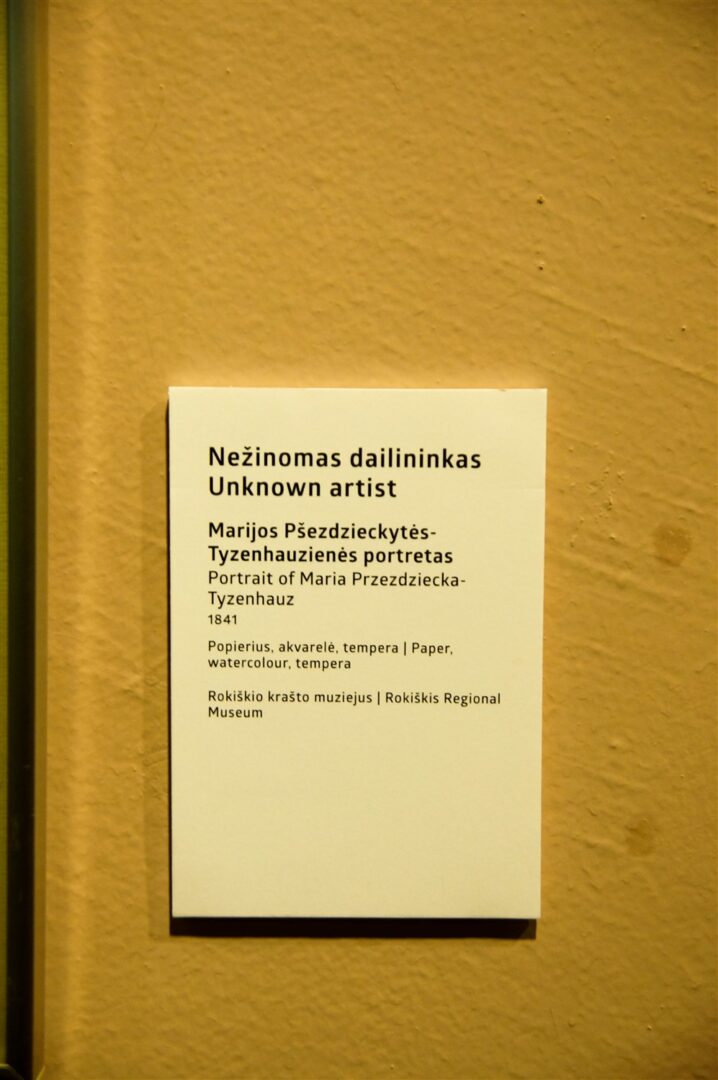 Nežinomas dailininkas
Unknown artist
Marijos Pšezdzieckytės-
Tyzenhauzienės portretas
Portrait of Maria Przezdziecka-
Tyzenhauz
1841
Popierius, akvarelė, tempera | Paper,
watercolour, tempera
Rokiškio krašto muziejus | Rokiškis Regional
Museum